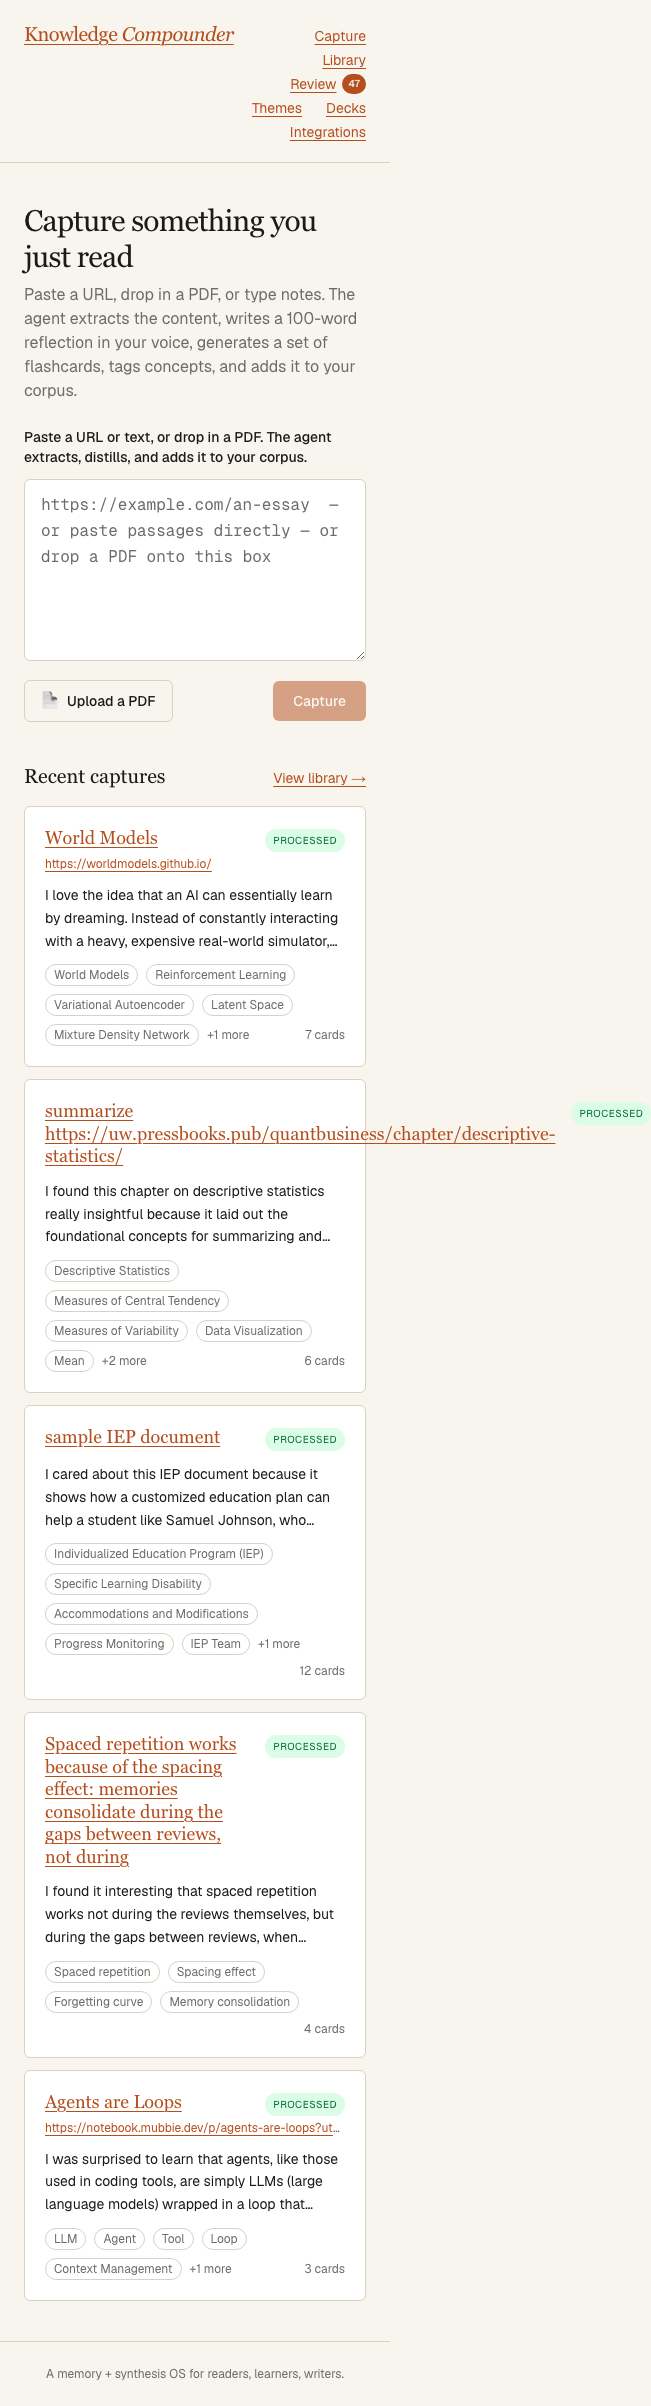 Knowledge Compounder
Capture
Library
Review 47
Themes Decks
Integrations
Capture something you
just read
Paste a URL, drop in a PDF, or type notes. The
agent extracts the content, writes a 100-word
reflection in your voice, generates a set of
flashcards, tags concepts, and adds it to your
corpus.
Paste a URL or text, or drop in a PDF. The agent
extracts, distills, and adds it to your corpus.
https://example.com/an-essay —
or paste passages directly — or
drop a PDF onto this box
Upload a PDF
Capture
Recent captures
View library →
World Models
PROCESSED
https://worldmodels.github.io/
I love the idea that an AI can essentially learn
by dreaming. Instead of constantly interacting
with a heavy, expensive real-world simulator,…
World Models Reinforcement Learning
Variational Autoencoder Latent Space
Mixture Density Network +1 more 7 cards
summarize
https://uw.pressbooks.pub/quantbusiness/chapter/descriptive-
statistics/
PROCESSED
I found this chapter on descriptive statistics
really insightful because it laid out the
foundational concepts for summarizing and…
Descriptive Statistics
Measures of Central Tendency
Measures of Variability Data Visualization
Mean +2 more 6 cards
sample IEP document
PROCESSED
I cared about this IEP document because it
shows how a customized education plan can
help a student like Samuel Johnson, who…
Individualized Education Program (IEP)
Specific Learning Disability
Accommodations and Modifications
Progress Monitoring IEP Team +1 more
12 cards
Spaced repetition works
because of the spacing
effect: memories
consolidate during the
gaps between reviews,
not during
PROCESSED
I found it interesting that spaced repetition
works not during the reviews themselves, but
during the gaps between reviews, when…
Spaced repetition Spacing effect
Forgetting curve Memory consolidation
4 cards
Agents are Loops
PROCESSED
https://notebook.mubbie.dev/p/agents-are-loops?ut…
I was surprised to learn that agents, like those
used in coding tools, are simply LLMs (large
language models) wrapped in a loop that…
LLM Agent Tool Loop
Context Management +1 more 3 cards
A memory + synthesis OS for readers, learners, writers.